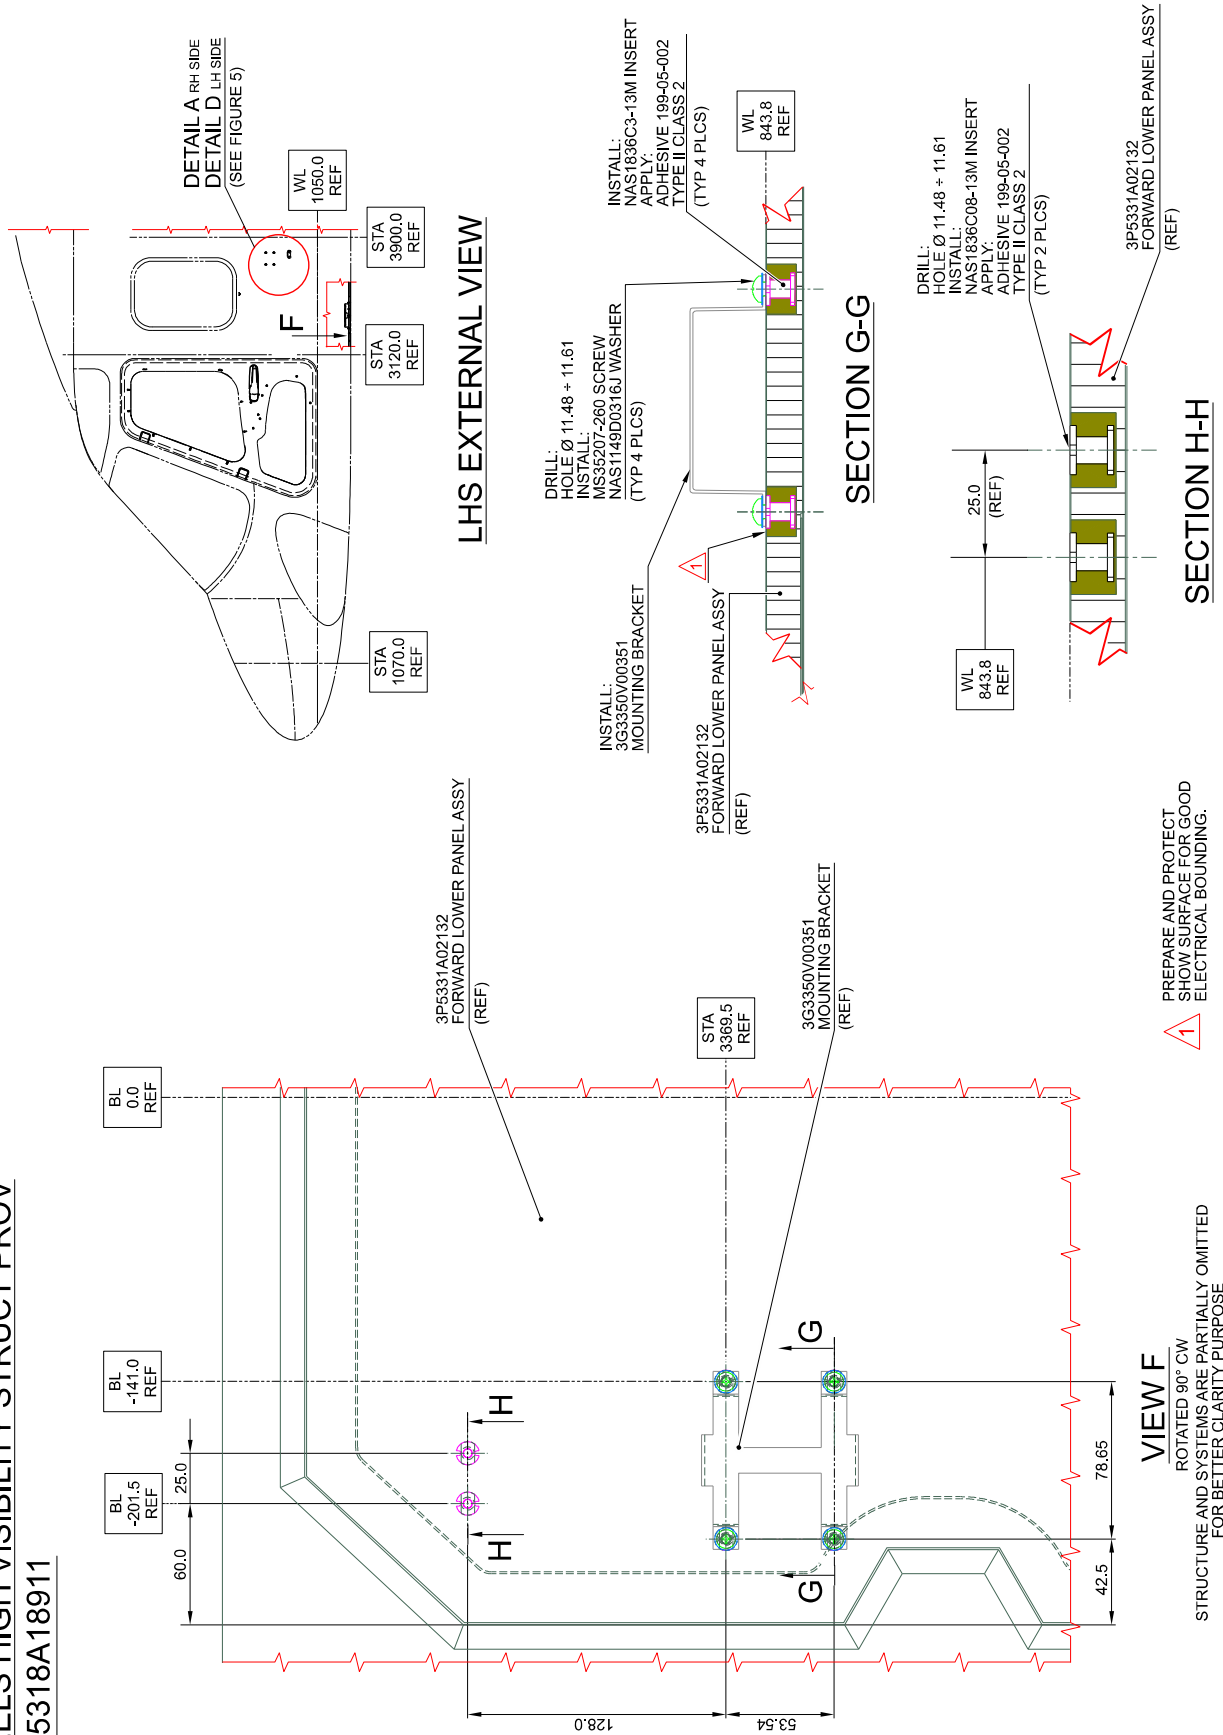 HIGH VISIBILITY STRUCT PROV
5318A18911
DETAIL A RH SIDE
DETAIL D LH SIDE
(SEE FIGURE 5)
WL
1050.0
REF
STA
3900.0
REF
STA
3120.0
REF
STA
1070.0
REF
F
LHS EXTERNAL VIEW
INSTALL:
NAS1836C3-13M INSERT
APPLY:
ADHESIVE 199-05-002
TYPE II CLASS 2
(TYP 4 PLCS)
WL
843.8
REF
DRILL:
HOLE Ø 11.48 ÷ 11.61
INSTALL:
MS35207-260 SCREW
NAS1149D0316J WASHER
(TYP 4 PLCS)
INSTALL:
3G3350V00351
MOUNTING BRACKET
1
3P5331A02132
FORWARD LOWER PANEL ASSY
(REF)
SECTION G-G
DRILL:
HOLE Ø 11.48 ÷ 11.61
INSTALL:
NAS1836C08-13M INSERT
APPLY:
ADHESIVE 199-05-002
TYPE II CLASS 2
(TYP 2 PLCS)
3P5331A02132
FORWARD LOWER PANEL ASSY
(REF)
25.0
(REF)
WL
843.8
REF
SECTION H-H
BL
0.0
REF
BL
-141.0
REF
BL
-201.5
REF
25.0
60.0
3P5331A02132
FORWARD LOWER PANEL ASSY
(REF)
STA
3369.5
REF
3G3350V00351
MOUNTING BRACKET
(REF)
H
H
G
G
128.0
53.54
78.65
42.5
VIEW F
ROTATED 90° CW
STRUCTURE AND SYSTEMS ARE PARTIALLY OMITTED
FOR BETTER CLARITY PURPOSE
1
PREPARE AND PROTECT
SHOW SURFACE FOR GOOD
ELECTRICAL BOUNDING.